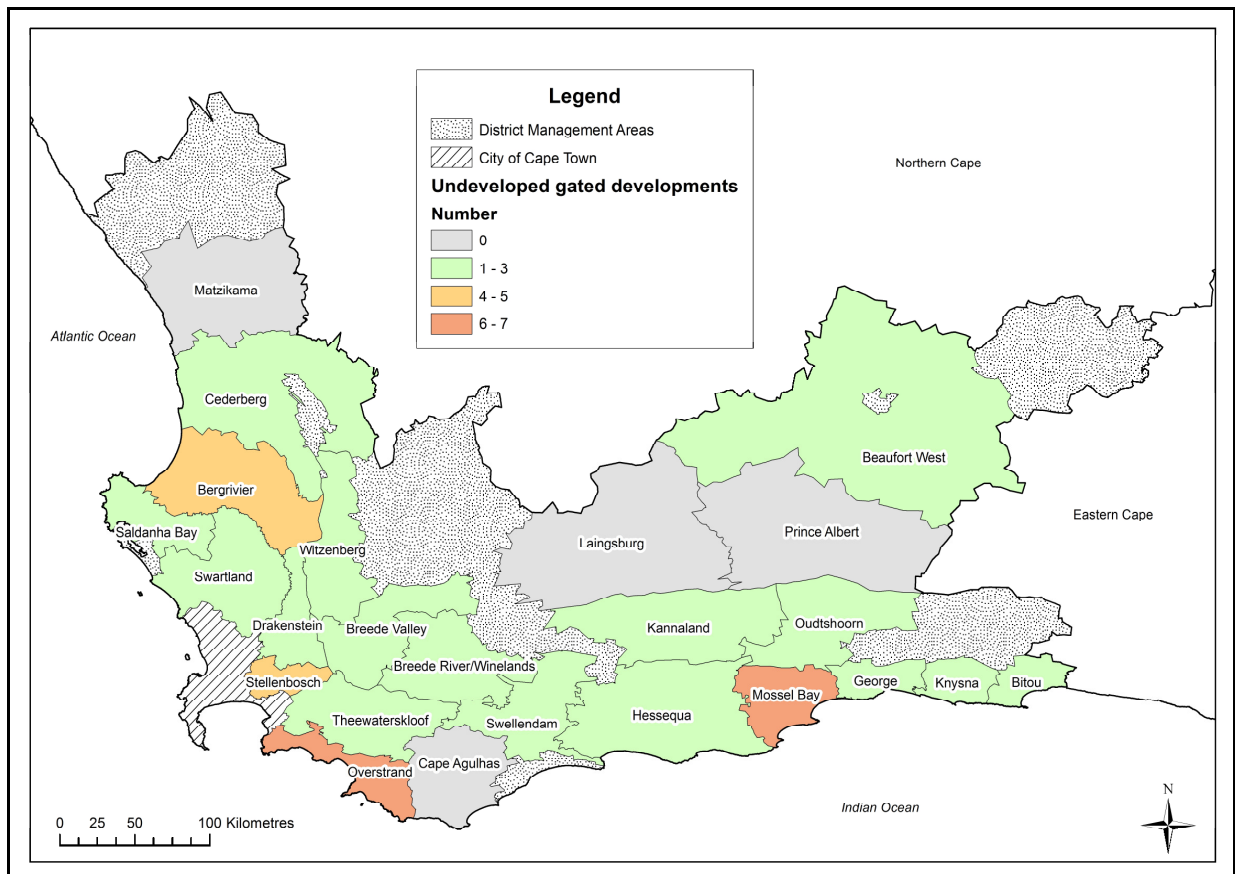 Legend
District Management Areas
City of Cape Town
Undeveloped gated developments
Number
0
1 - 3
4 - 5
6 - 7
Northern Cape
Matzikama
Atlantic Ocean
Cederberg
Beaufort West
Bergrivier
Eastern Cape
Saldanha Bay
Prince Albert
Laingsburg
Witzenberg
Swartland
Drakenstein
Breede Valley
Kannaland
Oudtshoorn
Breede River/Winelands
Stellenbosch
George
Knysna
Bitou
Mossel Bay
Theewaterskloof
Swellendam
Hessequa
Cape Agulhas
Overstrand
Indian Ocean
N
0 25 50 100 Kilometres